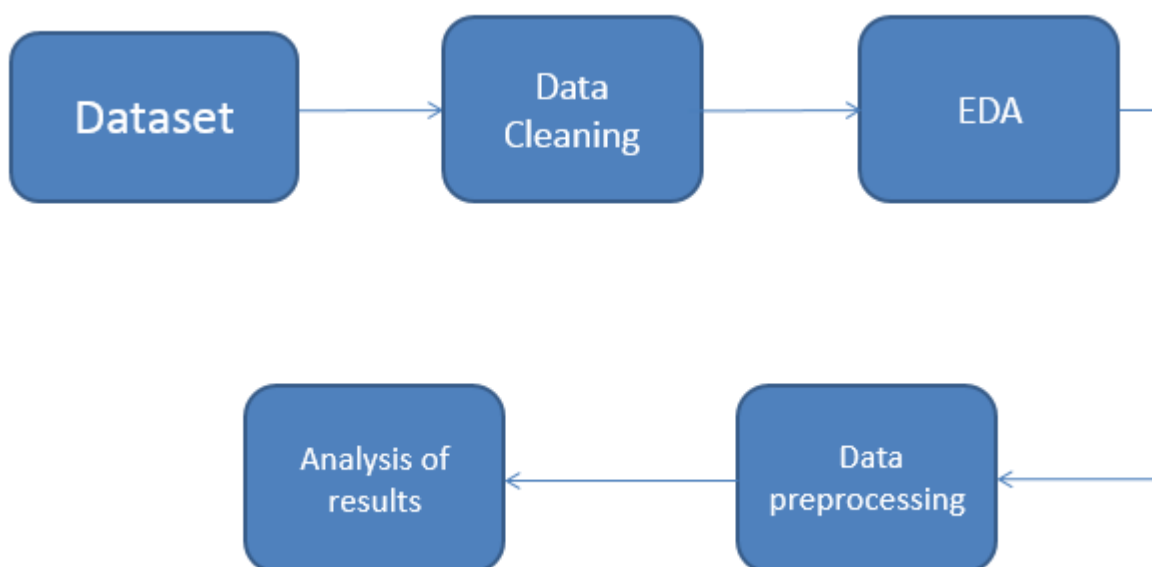 Dataset
Data
Cleaning
EDA
Data
preprocessing
Analysis of
results